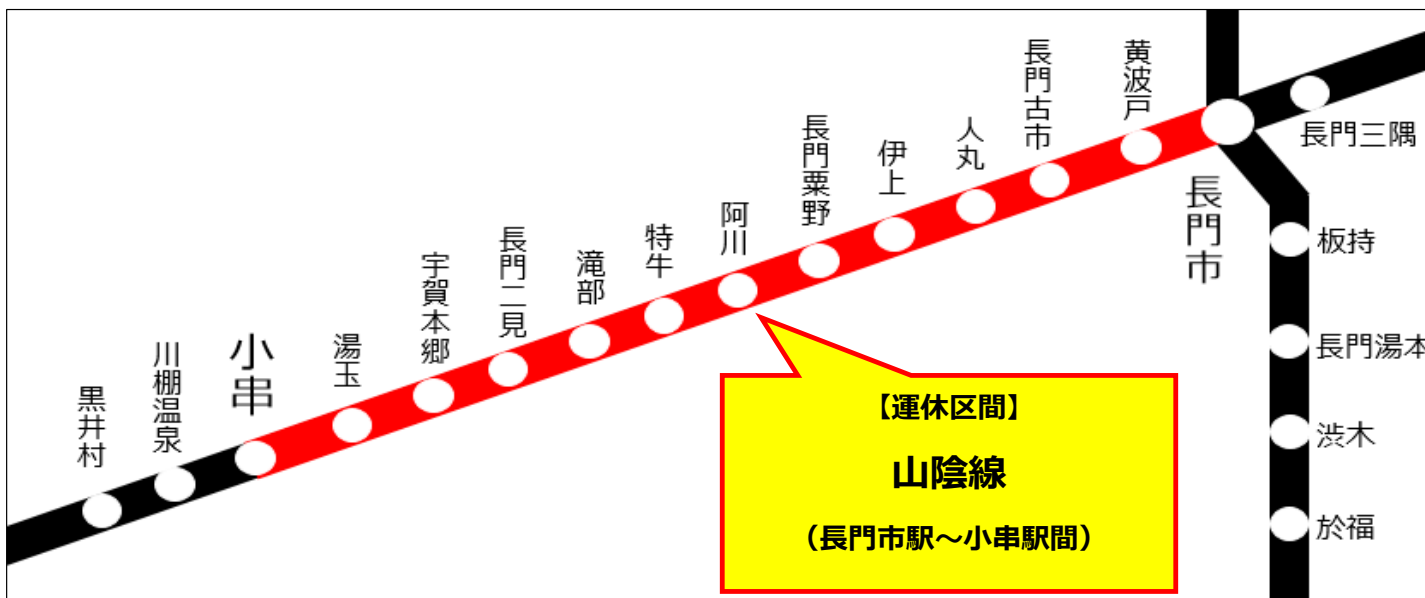 黒井村
川棚温泉
小串
湯玉
宇賀本郷
長門二見
滝部
特牛
阿川
長門粟野
伊上
人丸
長門古市
黄波戸
長門市
長門三隅
板持
長門湯本
渋木
於福
【運休区間】
山陰線
(長門市駅~小串駅間)